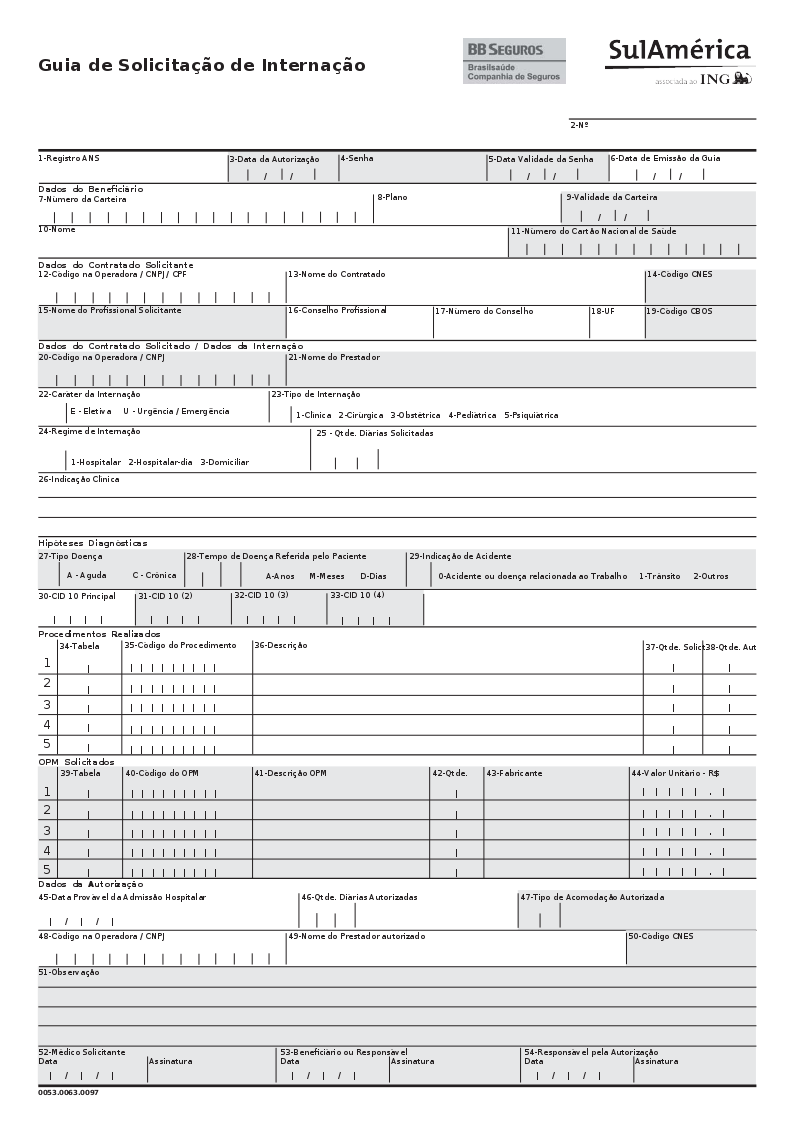 Guia de Solicitação de Internação
BB SEGUROS
Brasilsaúde
Companhia de Seguros
SulAmérica
associada ao ING
2-Nº
1-Registro ANS 3-Data da Autorização 4-Senha 5-Data Validade da Senha 6-Data de Emissão da Guia
/ / / / / /
Dados do Beneficiário
7-Número da Carteira 8-Plano 9-Validade da Carteira
/ /
10-Nome 11-Número do Cartão Nacional de Saúde
Dados do Contratado Solicitante
12-Código na Operadora / CNPJ/ CPF 13-Nome do Contratado 14-Código CNES
15-Nome do Profissional Solicitante 16-Conselho Profissional 17-Número do Conselho 18-UF 19-Código CBOS
Dados do Contratado Solicitado / Dados da Internação
20-Código na Operadora / CNPJ 21-Nome do Prestador
22-Caráter da Internação 23-Tipo de Internação
E - Eletiva U - Urgência / Emergência 1-Clínica 2-Cirúrgica 3-Obstétrica 4-Pediátrica 5-Psiquiátrica
24-Regime de Internação 25 - Qtde. Diárias Solicitadas
1-Hospitalar 2-Hospitalar-dia 3-Domiciliar
26-Indicação Clínica
Hipóteses Diagnósticas
27-Tipo Doença 28-Tempo de Doença Referida pelo Paciente 29-Indicação de Acidente
A - Aguda C - Crônica A-Anos M-Meses D-Dias 0-Acidente ou doença relacionada ao Trabalho 1-Trânsito 2-Outros
30-CID 10 Principal 31-CID 10 (2) 32-CID 10 (3) 33-CID 10 (4)
Procedimentos Realizados
34-Tabela 35-Código do Procedimento 36-Descrição 37-Qtde. Solict 38-Qtde. Aut
1
2
3
4
5
OPM Solicitados
39-Tabela 40-Código do OPM 41-Descrição OPM 42-Qtde. 43-Fabricante 44-Valor Unitário - R$
1 .
2 .
3 .
4 .
5 .
Dados da Autorização
45-Data Provável da Admissão Hospitalar 46-Qtde. Diárias Autorizadas 47-Tipo de Acomodação Autorizada
/ /
48-Código na Operadora / CNPJ 49-Nome do Prestador autorizado 50-Código CNES
51-Observação
52-Médico Solicitante 53-Beneficiário ou Responsável 54-Responsável pela Autorização
Data Assinatura Data Assinatura Data Assinatura
/ / / / / /
0053.0063.0097